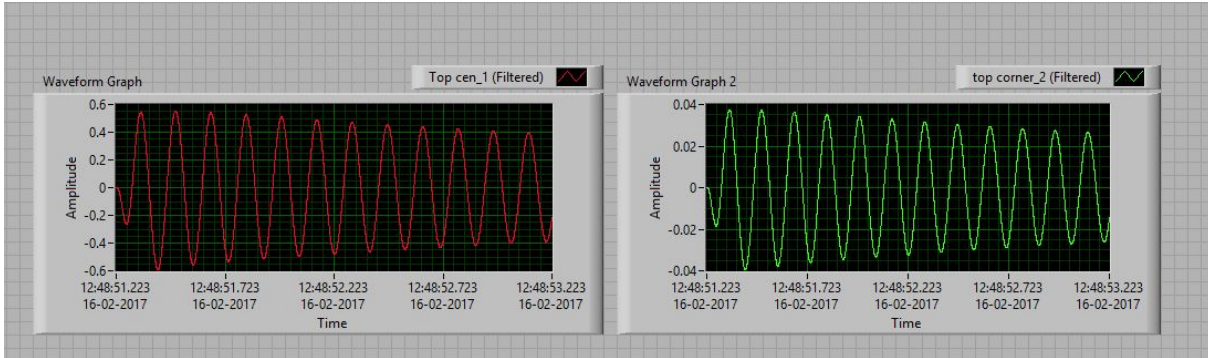 Waveform Graph
Top cen_1 (Filtered)
Amplitude
0.6
0.4
0.2
0
-0.2
-0.4
-0.6
12:48:51.223 12:48:51.723 12:48:52.223 12:48:52.723 12:48:53.223
16-02-2017 16-02-2017 16-02-2017 16-02-2017 16-02-2017
Time
Waveform Graph 2
top corner_2 (Filtered)
Amplitude
0.04
0.02
0
-0.02
-0.04
12:48:51.223 12:48:51.723 12:48:52.223 12:48:52.723 12:48:53.223
16-02-2017 16-02-2017 16-02-2017 16-02-2017 16-02-2017
Time